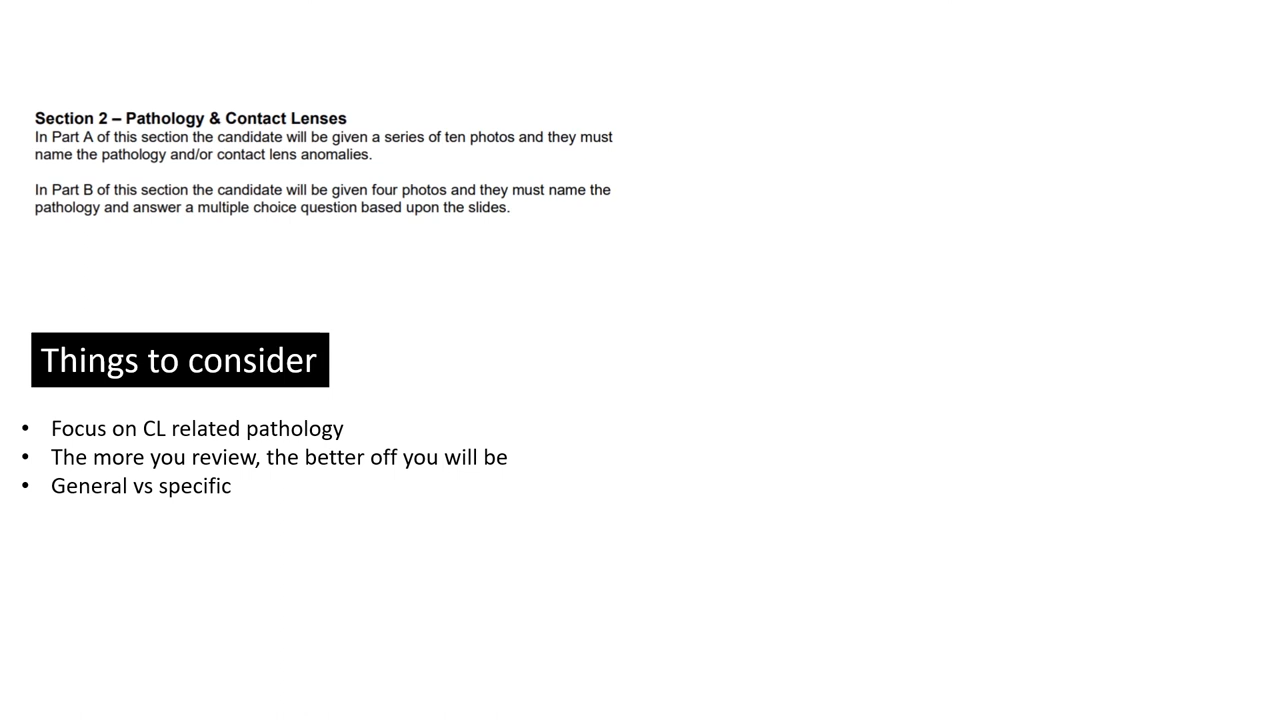 Section 2 – Pathology & Contact Lenses
In Part A of this section the candidate will be given a series of ten photos and they must
name the pathology and/or contact lens anomalies.
In Part B of this section the candidate will be given four photos and they must name the
pathology and answer a multiple choice question based upon the slides.
Things to consider
• Focus on CL related pathology
• The more you review, the better off you will be
• General vs specific